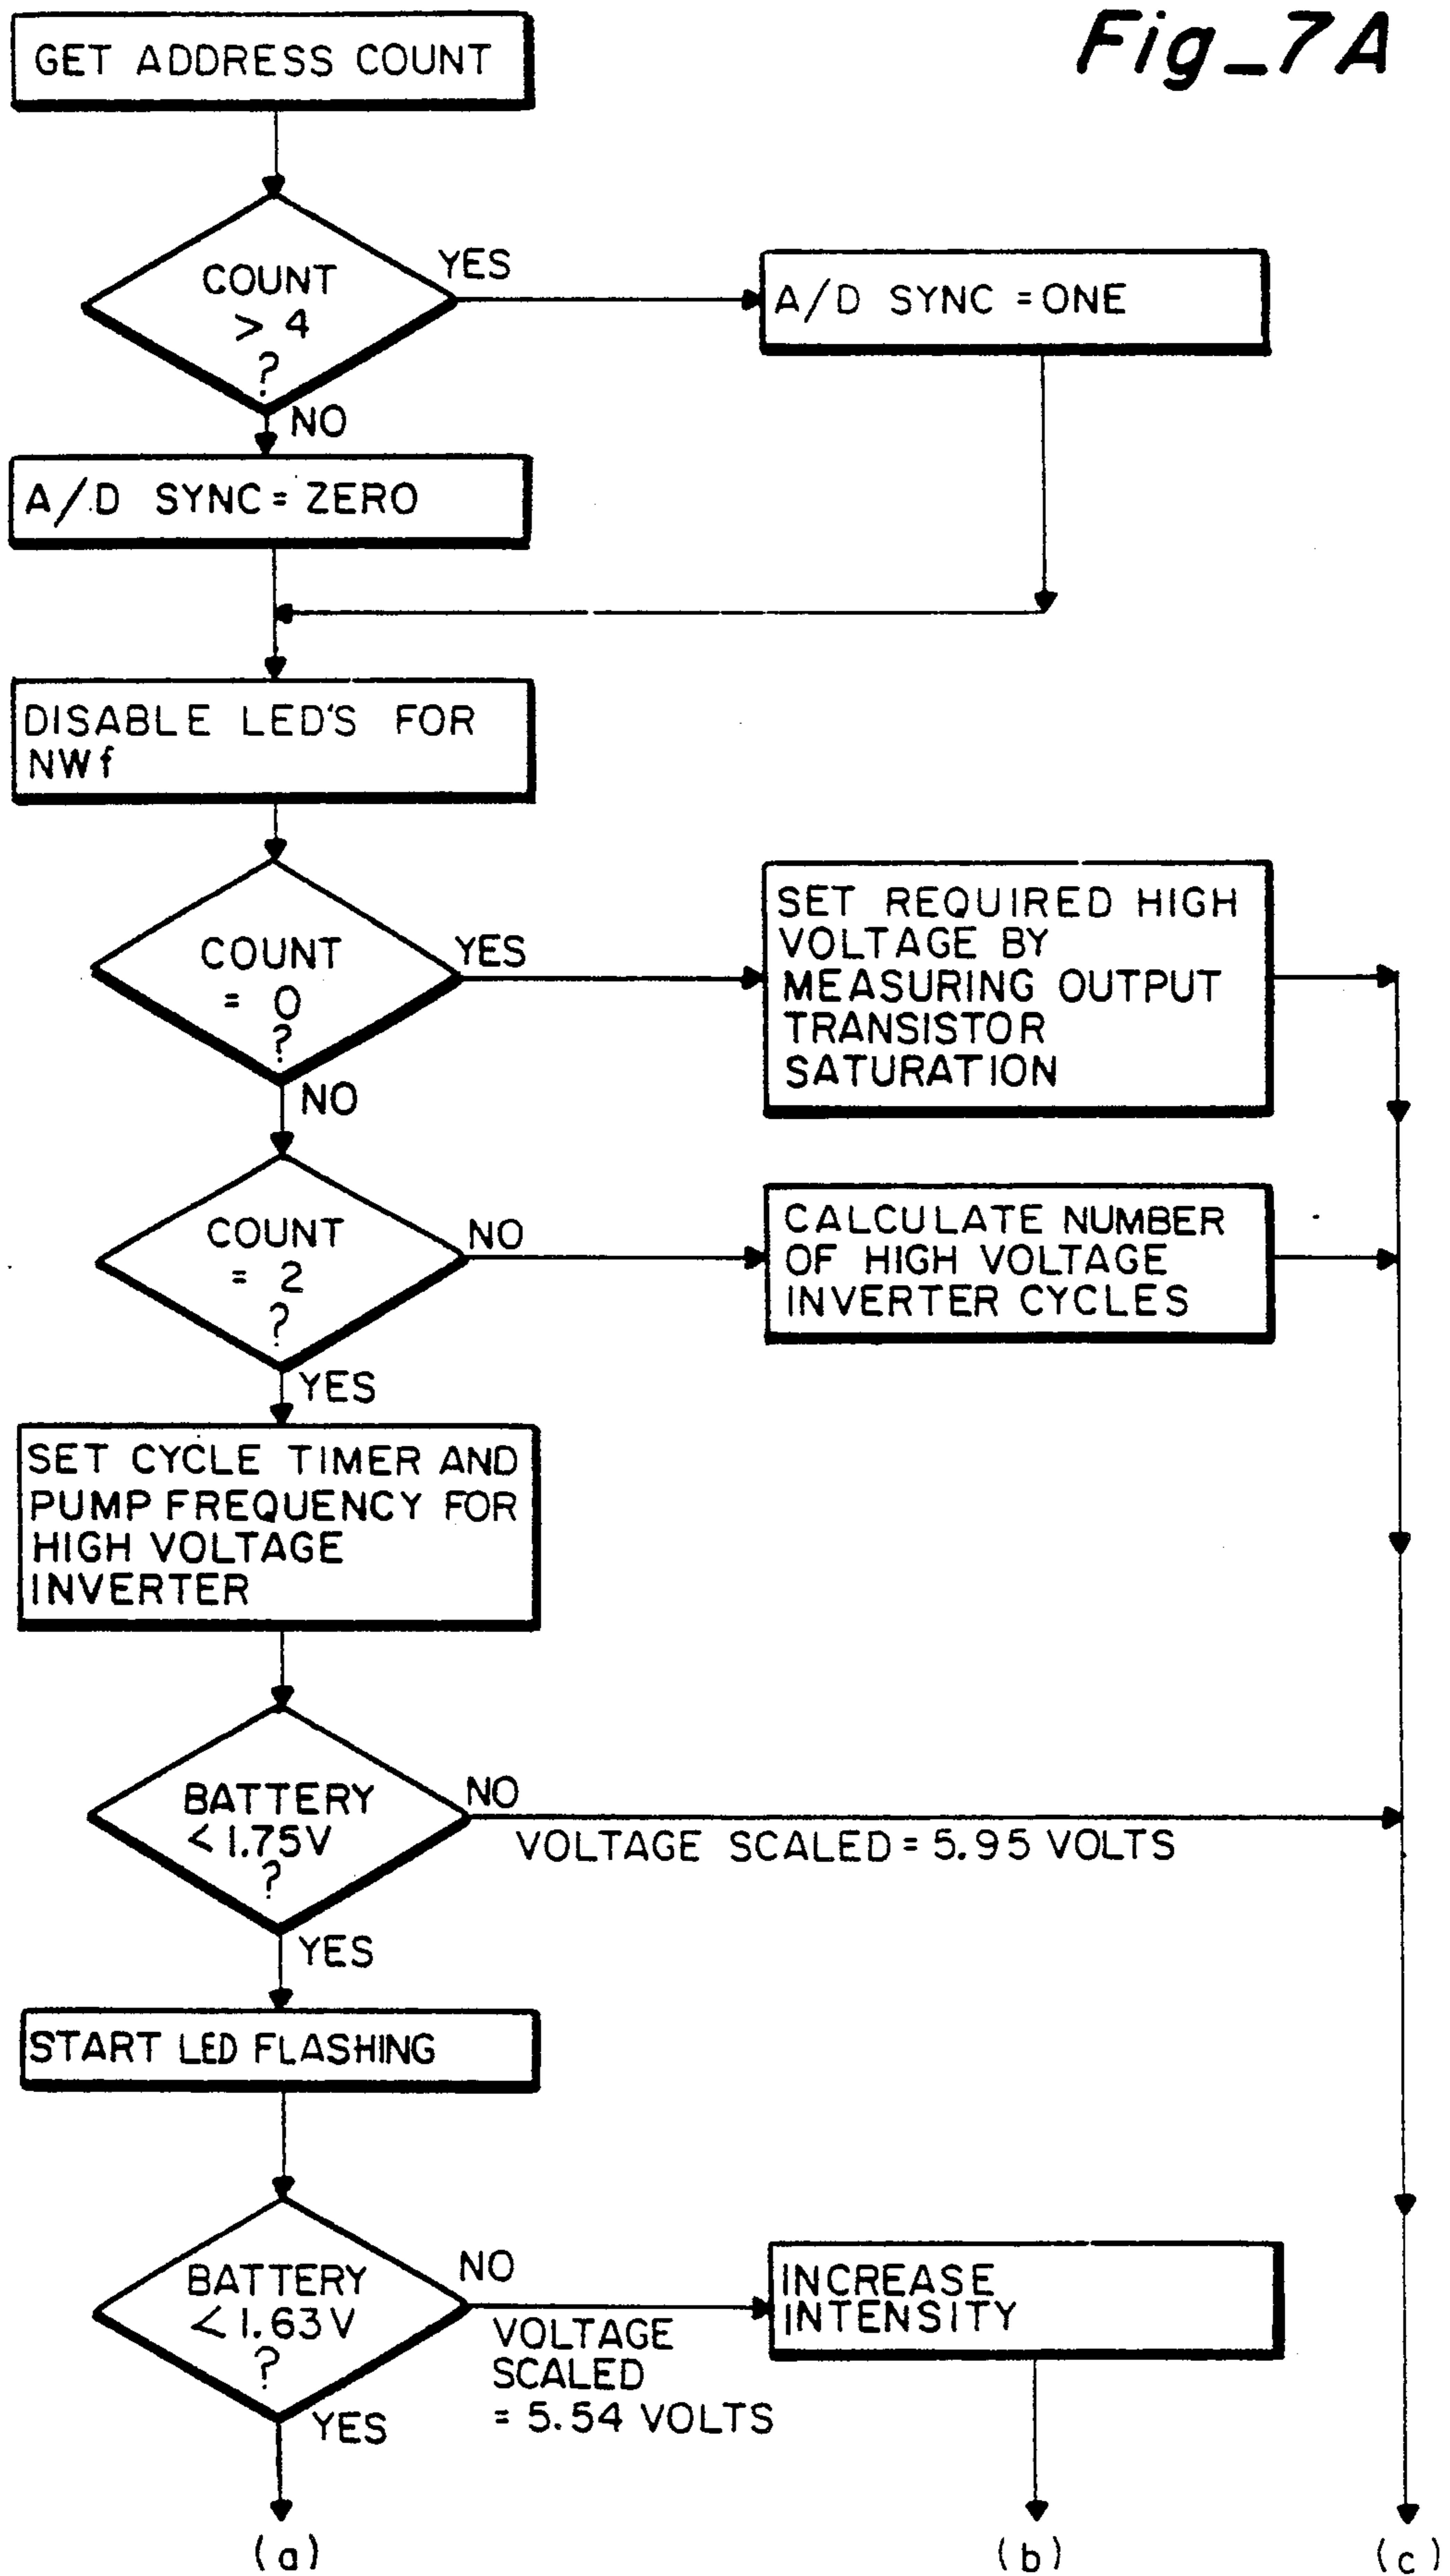 Fig_7A
GET ADDRESS COUNT
COUNT
> 4
?
YES
A/D SYNC = ONE
NO
A/D SYNC = ZERO
DISABLE LED'S FOR
NWf
COUNT
= 0
?
YES
SET REQUIRED HIGH
VOLTAGE BY
MEASURING OUTPUT
TRANSISTOR
SATURATION
NO
COUNT
= 2
?
NO
CALCULATE NUMBER
OF HIGH VOLTAGE
INVERTER CYCLES
YES
SET CYCLE TIMER AND
PUMP FREQUENCY FOR
HIGH VOLTAGE
INVERTER
BATTERY
< 1.75V
?
NO
VOLTAGE SCALED = 5.95 VOLTS
YES
START LED FLASHING
BATTERY
< 1.63V
?
NO
VOLTAGE
SCALED
= 5.54 VOLTS
INCREASE
INTENSITY
YES
(a)
(b)
(c)